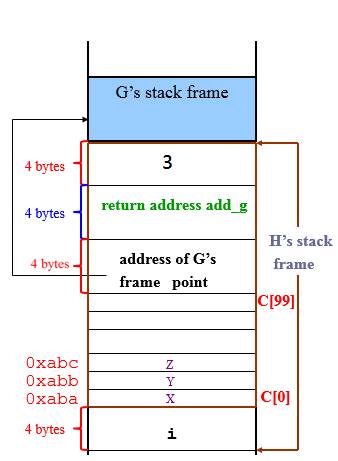 G's stack frame
4 bytes
3
4 bytes
return address add_g
H's stack
frame
4 bytes
address of G's
frame point
C[99]
0xabc
Z
0xabb
Y
0xaba
X
C[0]
4 bytes
i